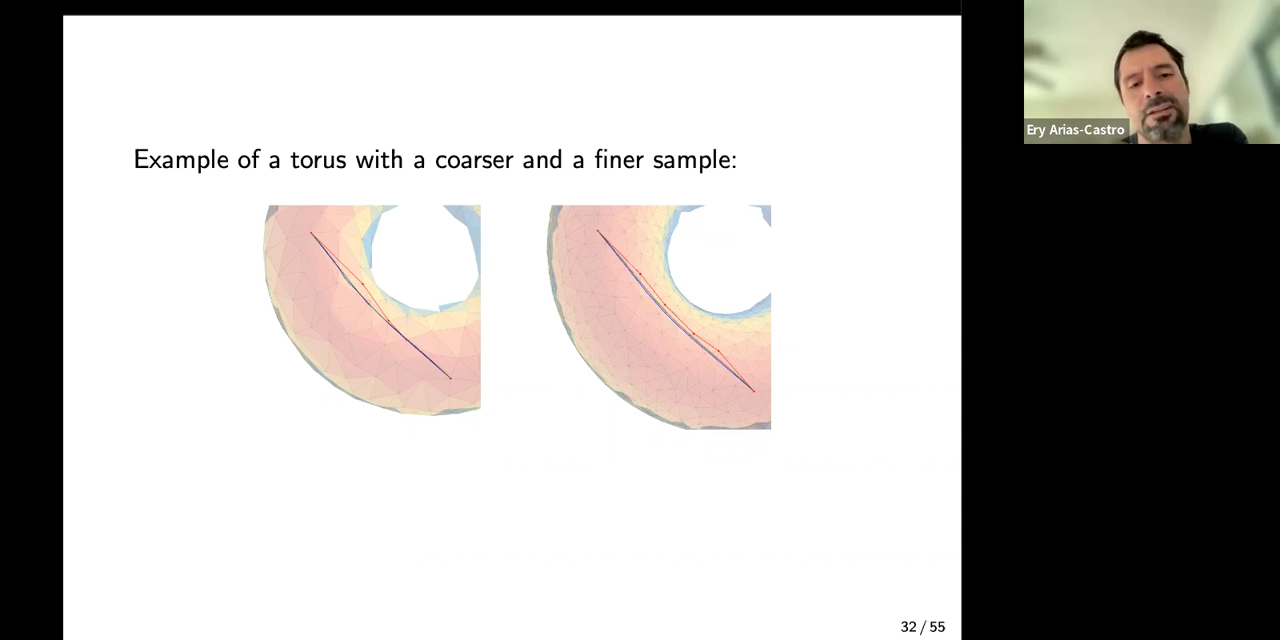 Example of a torus with a coarser and a finer sample:
Ery Arias-Castro
32 / 55